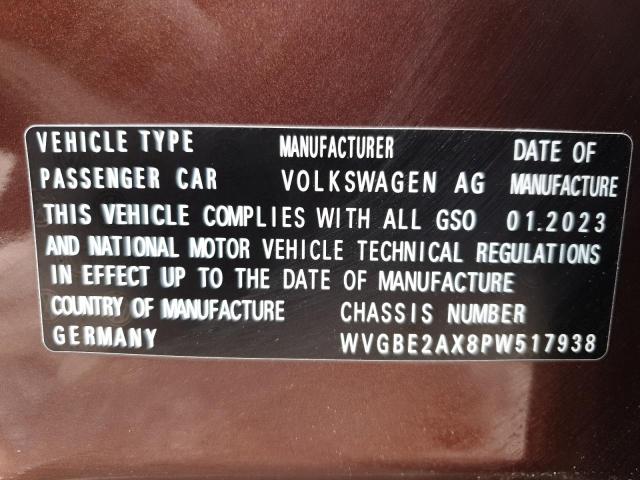 VEHICLE TYPE MANUFACTURER DATE OF
PASSENGER CAR VOLKSWAGEN AG MANUFACTURE
THIS VEHICLE COMPLIES WITH ALL GSO 01.2023
AND NATIONAL MOTOR VEHICLE TECHNICAL REGULATIONS
IN EFFECT UP TO THE DATE OF MANUFACTURE
COUNTRY OF MANUFACTURE CHASSIS NUMBER
GERMANY WVGBE2AX8PW517938